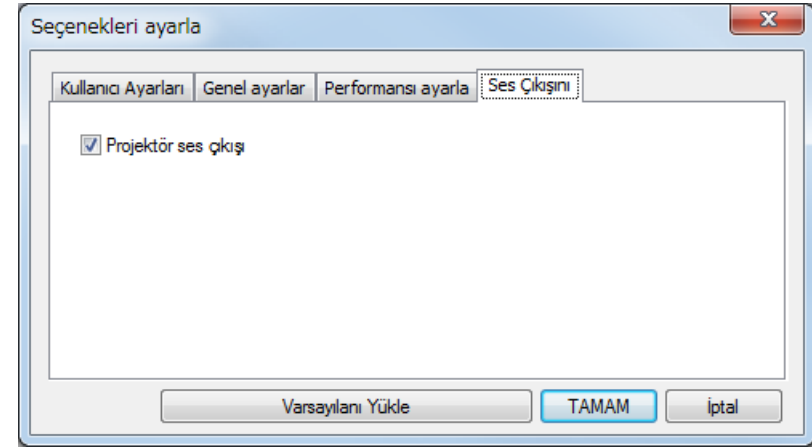 Seçenekleri ayarla
Kullanıcı Ayarları Genel ayarlar Performansı ayarla Ses Çıkışını
Projektör ses çıkışı
Varsayılanı Yükle TAMAM İptal